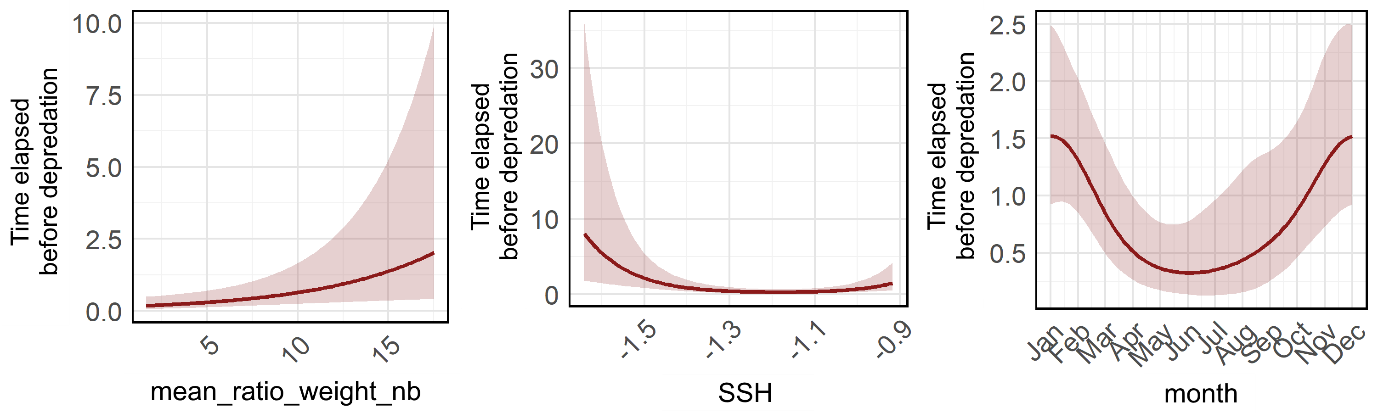 Time elapsed
before depredation
10.0
7.5
5.0
2.5
0.0
5
10
15
mean_ratio_weight_nb
Time elapsed
before depredation
30
20
10
0
-1.5
-1.3
-1.1
-0.9
SSH
Time elapsed
before depredation
2.5
2.0
1.5
1.0
0.5
Jan
Feb
Mar
Apr
May
Jun
Jul
Aug
Sep
Oct
Nov
Dec
month